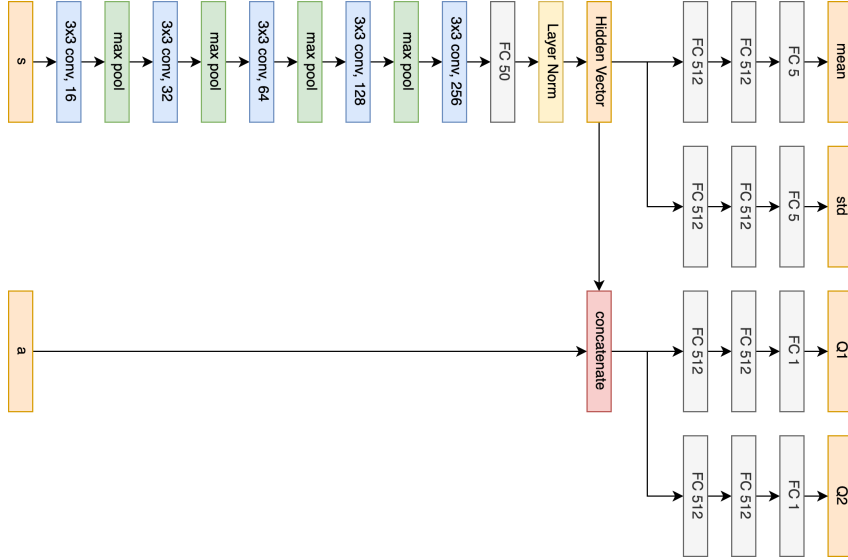 s
3x3 conv, 16
max pool
3x3 conv, 32
max pool
3x3 conv, 64
max pool
3x3 conv, 128
max pool
3x3 conv, 256
FC 50
Layer Norm
Hidden Vector
FC 512
FC 512
FC 5
mean
FC 512
FC 512
FC 5
std
a
concatenate
FC 512
FC 512
FC 1
Q1
FC 512
FC 512
FC 1
Q2